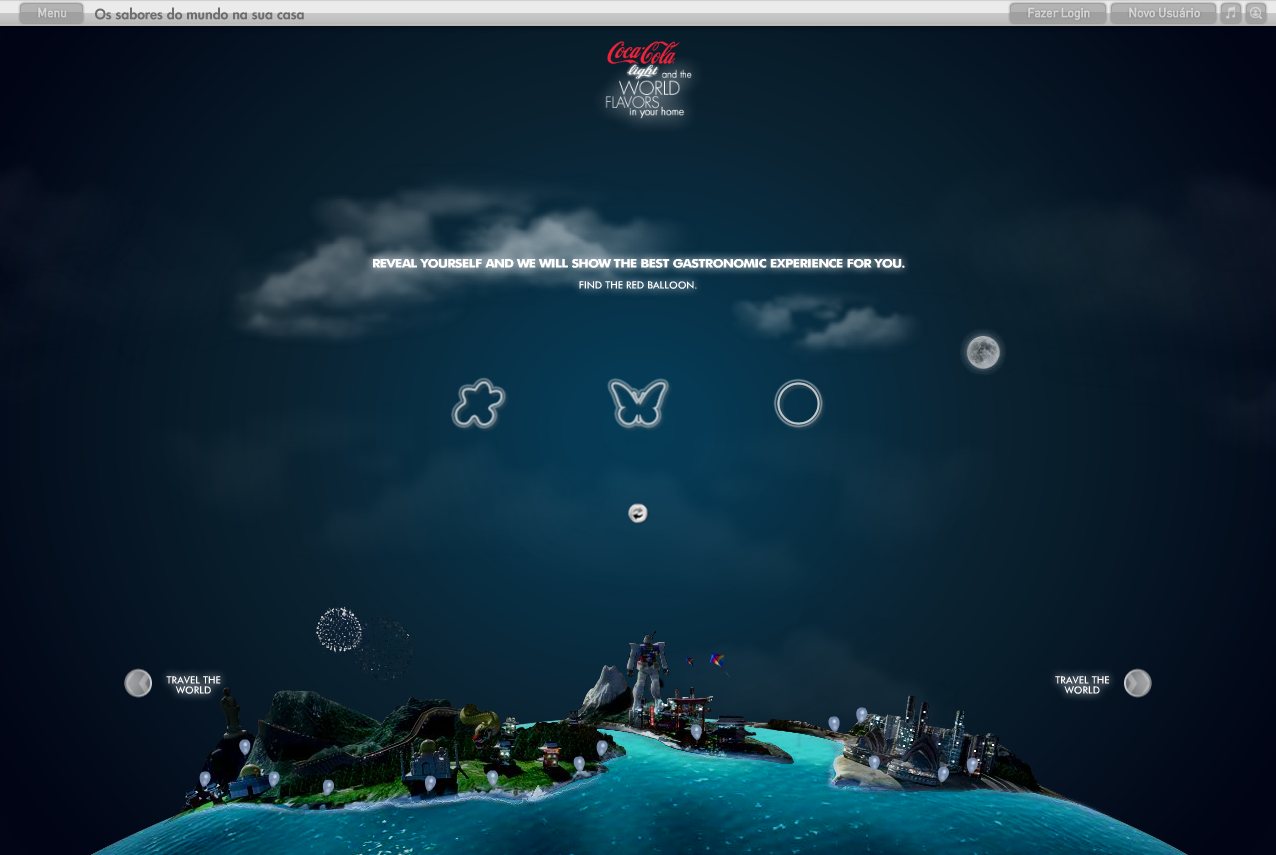 Menu
Os sabores do mundo na sua casa
Fazer Login
Novo Usuário
Coca-Cola
light and the
WORLD
FLAVORS
in your home
REVEAL YOURSELF AND WE WILL SHOW THE BEST GASTRONOMIC EXPERIENCE FOR YOU.
FIND THE RED BALLOON.
TRAVEL THE
WORLD
TRAVEL THE
WORLD